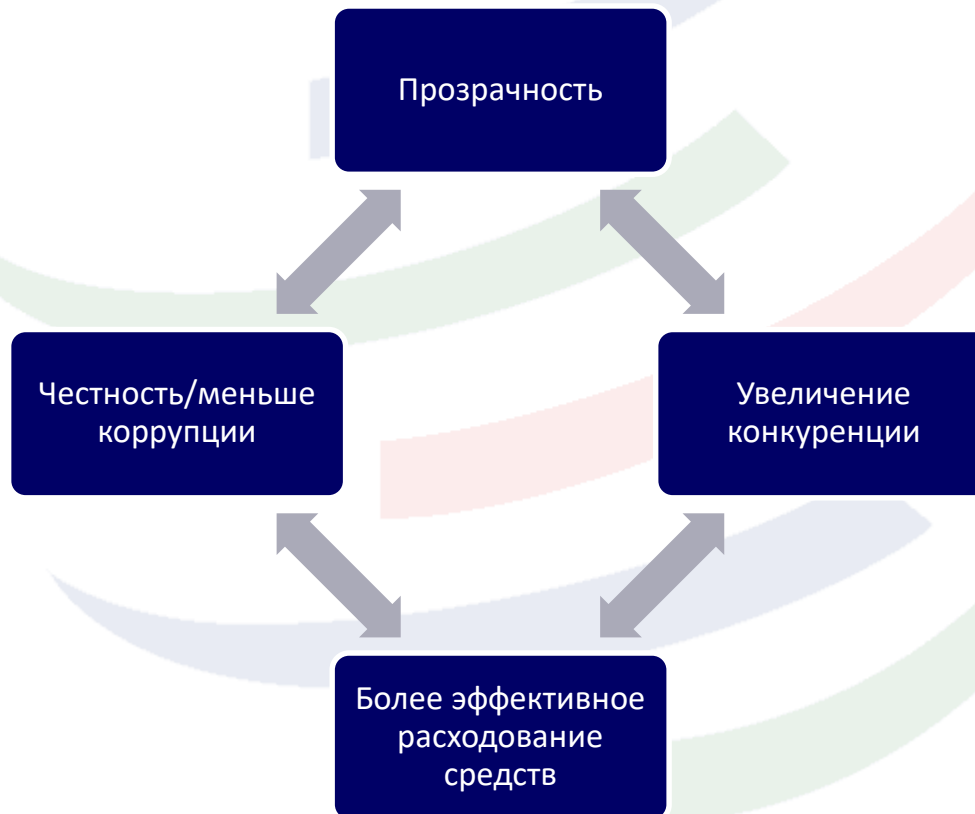 Прозрачность
Честность/меньше
коррупции
Увеличение
конкуренции
Более эффективное
расходование
средств